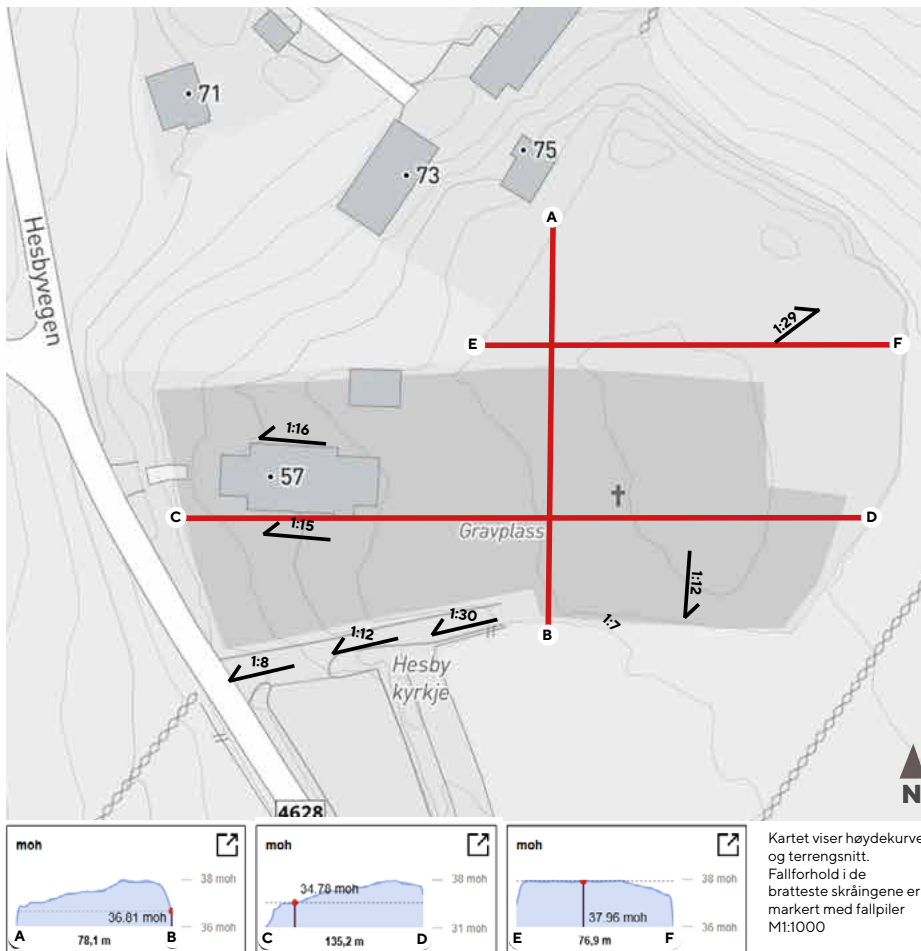 71
75
73
A
Hesbyvegen
1:29
E
F
1:16
57
1:15
C
D
Gravplass
1:12
1:30
1:7
B
1:12
1:8
Hesby
kyrkje
N
4628
moh
38 moh
36.81 moh
36 moh
A
B
78,1 m
moh
38 moh
34.78 moh
31 moh
C
D
135,2 m
moh
38 moh
37.96 moh
36 moh
E
F
76,9 m
Kartet viser høydekurve
og terrengsnitt.
Fallforhold i de
bratteste skråingene er
markert med fallpiler
M1:1000